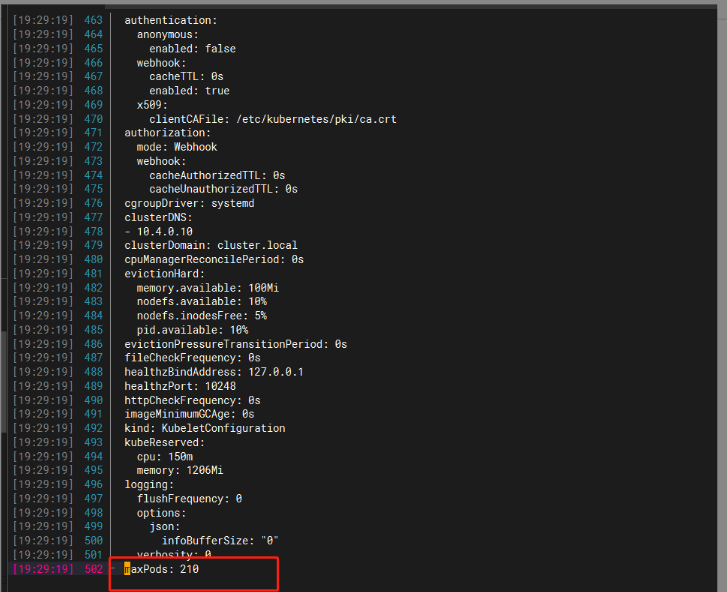 [19:29:19] 463 authentication:
[19:29:19] 464 anonymous:
[19:29:19] 465 enabled: false
[19:29:19] 466 webhook:
[19:29:19] 467 cacheTTL: 0s
[19:29:19] 468 enabled: true
[19:29:19] 469 x509:
[19:29:19] 470 clientCAFile: /etc/kubernetes/pki/ca.crt
[19:29:19] 471 authorization:
[19:29:19] 472 mode: Webhook
[19:29:19] 473 webhook:
[19:29:19] 474 cacheAuthorizedTTL: 0s
[19:29:19] 475 cacheUnauthorizedTTL: 0s
[19:29:19] 476 cgroupDriver: systemd
[19:29:19] 477 clusterDNS:
[19:29:19] 478 - 10.4.0.10
[19:29:19] 479 clusterDomain: cluster.local
[19:29:19] 480 cpuManagerReconcilePeriod: 0s
[19:29:19] 481 evictionHard:
[19:29:19] 482 memory.available: 100Mi
[19:29:19] 483 nodefs.available: 10%
[19:29:19] 484 nodefs.inodesFree: 5%
[19:29:19] 485 pid.available: 10%
[19:29:19] 486 evictionPressureTransitionPeriod: 0s
[19:29:19] 487 fileCheckFrequency: 0s
[19:29:19] 488 healthzBindAddress: 127.0.0.1
[19:29:19] 489 healthzPort: 10248
[19:29:19] 490 httpCheckFrequency: 0s
[19:29:19] 491 imageMinimumGCAge: 0s
[19:29:19] 492 kind: KubeletConfiguration
[19:29:19] 493 kubeReserved:
[19:29:19] 494 cpu: 150m
[19:29:19] 495 memory: 1206Mi
[19:29:19] 496 logging:
[19:29:19] 497 flushFrequency: 0
[19:29:19] 498 options:
[19:29:19] 499 json:
[19:29:19] 500 infoBufferSize: "0"
[19:29:19] 501 verbosity: 0
[19:29:19] 502 maxPods: 210